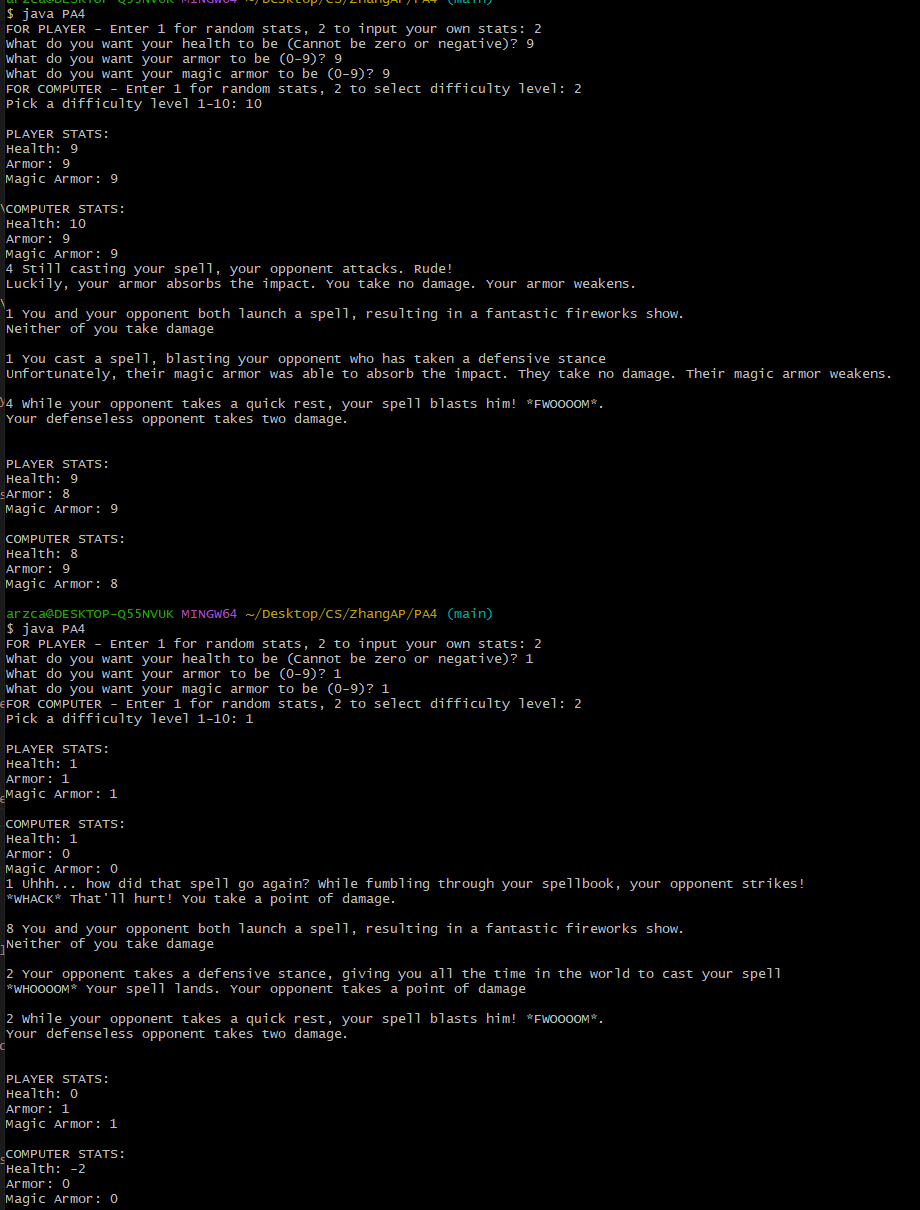 arzca@DESKTOP-Q55NVUK MINGW64 ~/Desktop/CS/ZhangAP/PA4 (main)
$ java PA4
FOR PLAYER - Enter 1 for random stats, 2 to input your own stats: 2
What do you want your health to be (Cannot be zero or negative)? 9
What do you want your armor to be (0-9)? 9
What do you want your magic armor to be (0-9)? 9
FOR COMPUTER - Enter 1 for random stats, 2 to select difficulty level: 2
Pick a difficulty level 1-10: 10
PLAYER STATS:
Health: 9
Armor: 9
Magic Armor: 9
COMPUTER STATS:
Health: 10
Armor: 9
Magic Armor: 9
4 Still casting your spell, your opponent attacks. Rude!
Luckily, your armor absorbs the impact. You take no damage. Your armor weakens.
1 You and your opponent both launch a spell, resulting in a fantastic fireworks show.
Neither of you take damage
1 You cast a spell, blasting your opponent who has taken a defensive stance
Unfortunately, their magic armor was able to absorb the impact. They take no damage. Their magic armor weakens.
4 While your opponent takes a quick rest, your spell blasts him! *FWOOOOM*.
Your defenseless opponent takes two damage.
PLAYER STATS:
Health: 9
Armor: 8
Magic Armor: 9
COMPUTER STATS:
Health: 8
Armor: 9
Magic Armor: 8
arzca@DESKTOP-Q55NVUK MINGW64 ~/Desktop/CS/ZhangAP/PA4 (main)
$ java PA4
FOR PLAYER - Enter 1 for random stats, 2 to input your own stats: 2
What do you want your health to be (Cannot be zero or negative)? 1
What do you want your armor to be (0-9)? 1
What do you want your magic armor to be (0-9)? 1
FOR COMPUTER - Enter 1 for random stats, 2 to select difficulty level: 2
Pick a difficulty level 1-10: 1
PLAYER STATS:
Health: 1
Armor: 1
Magic Armor: 1
COMPUTER STATS:
Health: 1
Armor: 0
Magic Armor: 0
1 Uhhh... how did that spell go again? While fumbling through your spellbook, your opponent strikes!
*WHACK* That'll hurt! You take a point of damage.
8 You and your opponent both launch a spell, resulting in a fantastic fireworks show.
Neither of you take damage
2 Your opponent takes a defensive stance, giving you all the time in the world to cast your spell
*WHOOOOM* Your spell lands. Your opponent takes a point of damage
2 While your opponent takes a quick rest, your spell blasts him! *FWOOOOM*.
Your defenseless opponent takes two damage.
PLAYER STATS:
Health: 0
Armor: 1
Magic Armor: 1
COMPUTER STATS:
Health: -2
Armor: 0
Magic Armor: 0